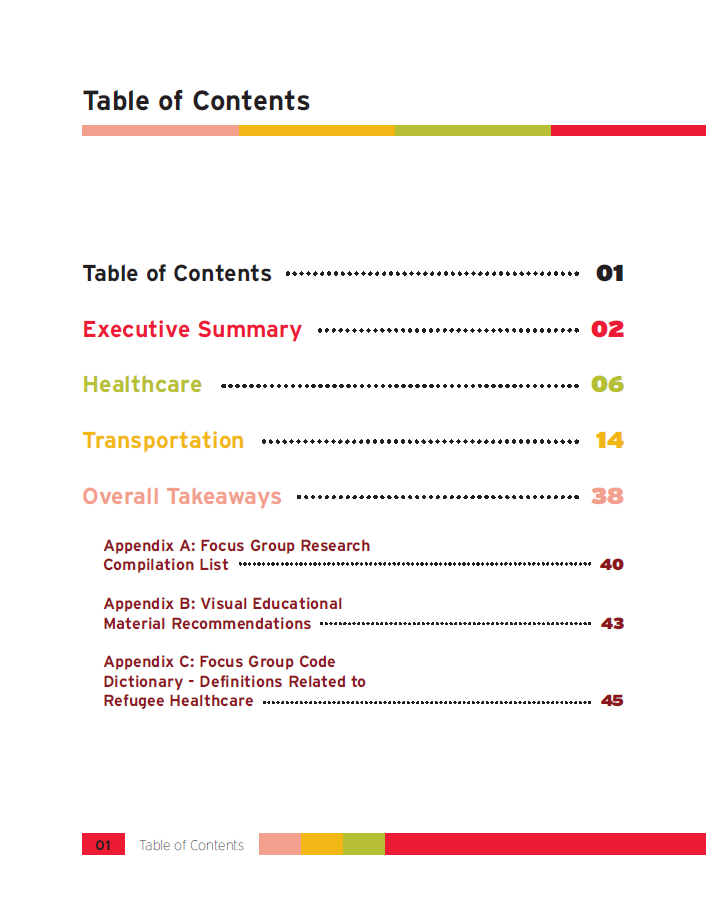 Table of Contents
Table of Contents 01
Executive Summary 02
Healthcare 06
Transportation 14
Overall Takeaways 38
Appendix A: Focus Group Research
Compilation List 40
Appendix B: Visual Educational
Material Recommendations 43
Appendix C: Focus Group Code
Dictionary - Definitions Related to
Refugee Healthcare 45
01 Table of Contents